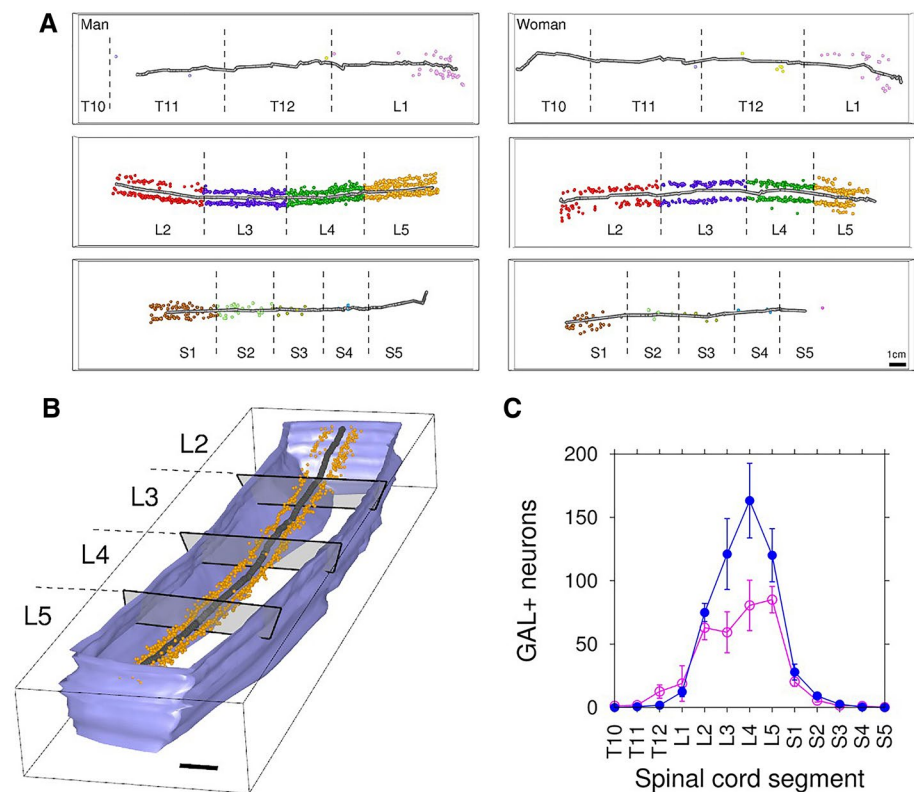 A
Man
T10 T11 T12 L1
Woman
T10 T11 T12 L1
L2 L3 L4 L5
L2 L3 L4 L5
S1 S2 S3 S4 S5
S1 S2 S3 S4 S5
1cm
B
L2
L3
L4
L5
C
GAL+ neurons
200
150
100
50
0
T10 T11 T12 L1 L2 L3 L4 L5 S1 S2 S3 S4 S5
Spinal cord segment